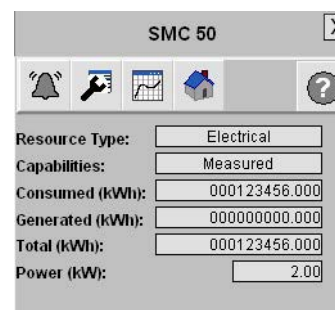 SMC 50
X
?
Resource Type: Electrical
Capabilities: Measured
Consumed (kWh): 000123456.000
Generated (kWh): 000000000.000
Total (kWh): 000123456.000
Power (kW): 2.00